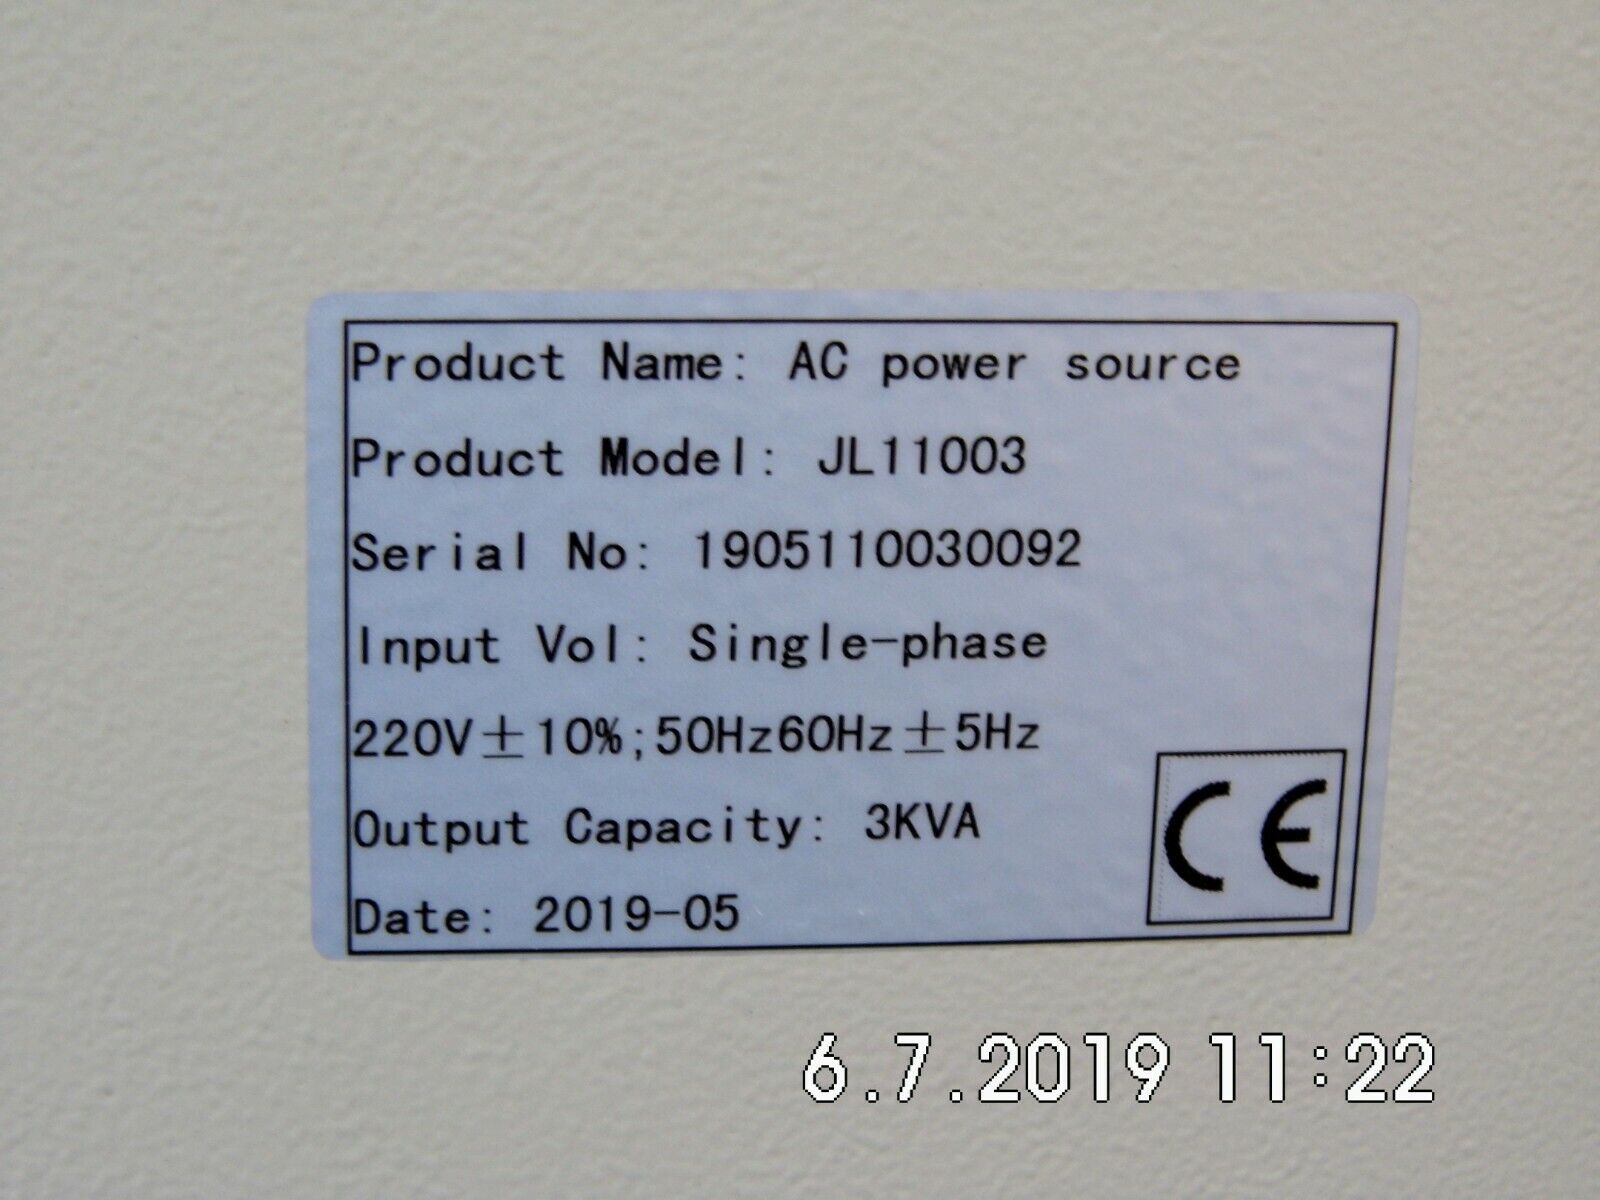 Product Name: AC power source
Product Model: JL11003
Serial No: 1905110030092
Input Vol: Single-phase
220V±10%;50Hz60Hz±5Hz
Output Capacity: 3KVA
Date: 2019-05
CE
6.7.2019 11:22